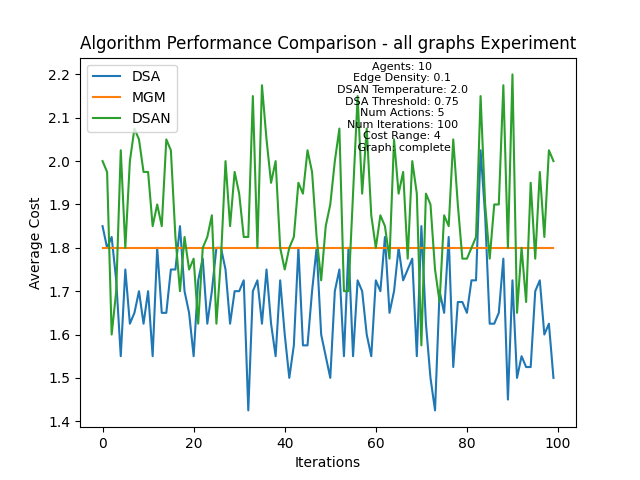 Algorithm Performance Comparison - all graphs Experiment
DSA
MGM
DSAN
Agents: 10
Edge Density: 0.1
DSAN Temperature: 2.0
DSA Threshold: 0.75
Num Actions: 5
Num Iterations: 100
Cost Range: 4
Graph: complete
Average Cost
2.2
2.1
2.0
1.9
1.8
1.7
1.6
1.5
1.4
0
20
40
60
80
100
Iterations